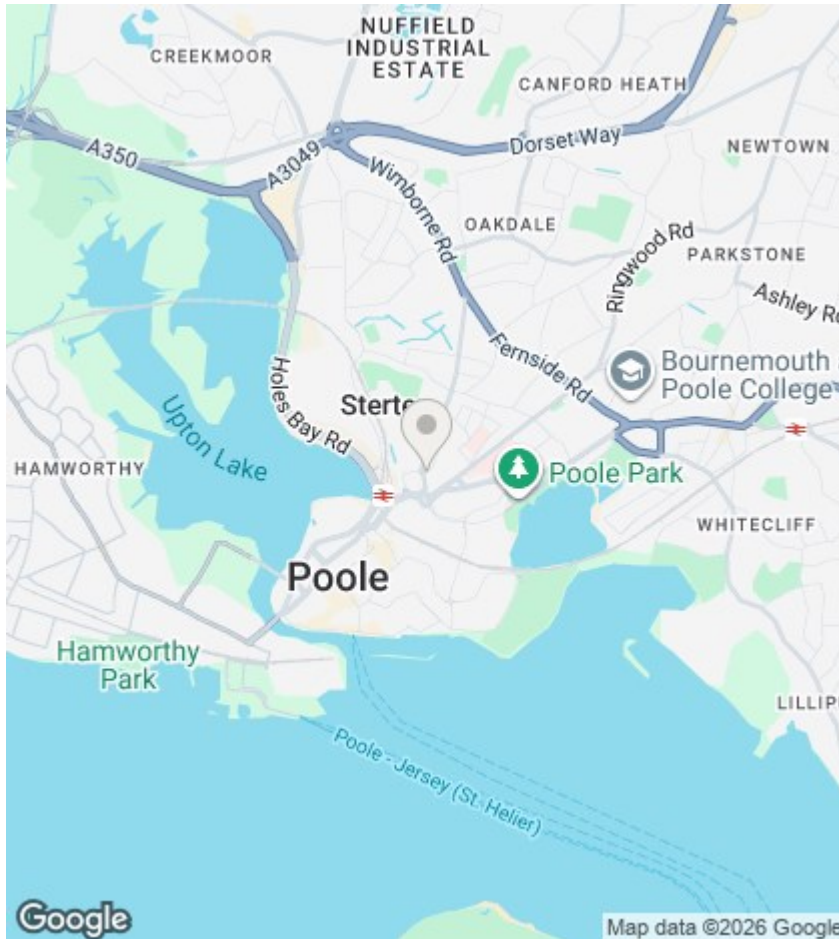 NUFFIELD
INDUSTRIAL
ESTATE
CREEKMOOR
CANFORD HEATH
A350
A3049
Dorset Way
NEWTOWN
Wimborne Rd
OAKDALE
Ringwood Rd
PARKSTONE
Ashley
Holes Bay Rd
Fernside Rd
Bournemouth
Poole College
Upton Lake
HAMWORTHY
Poole Park
WHITECLIFF
Poole
Hamworthy
Park
Poole - Jersey (St. Helier)
Google
Map data ©2026 Google